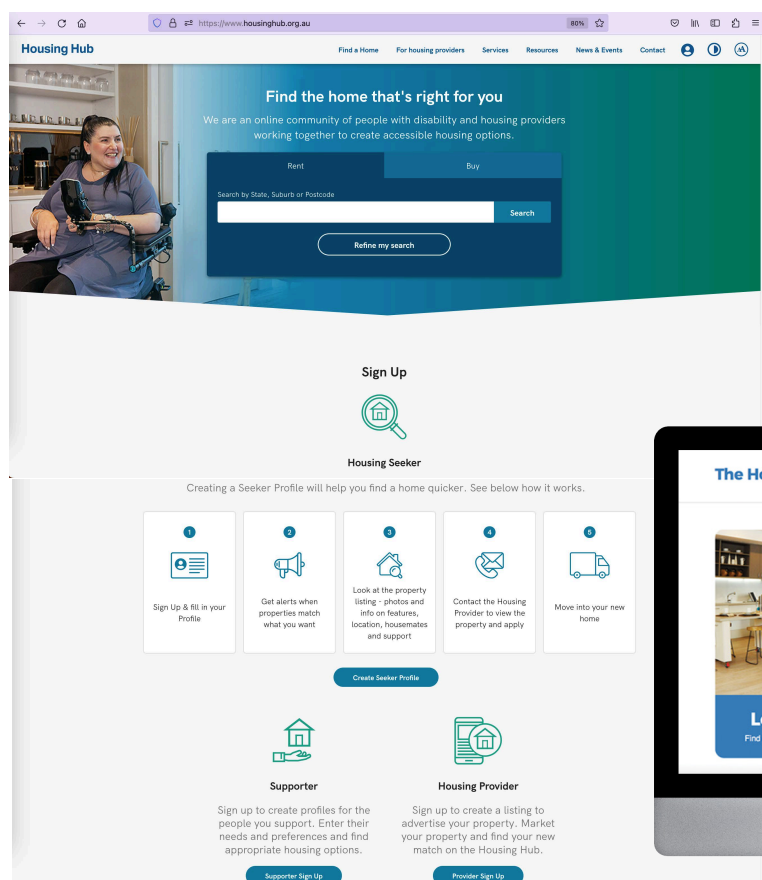 https://www.housinghub.org.au
80%
Housing Hub
Find a Home
For housing providers
Services
Resources
News & Events
Contact
AA
Find the home that's right for you
We are an online community of people with disability and housing providers
working together to create accessible housing options.
Rent
Buy
Search by State, Suburb or Postcode
Search
Refine my search
Sign Up
Housing Seeker
Creating a Seeker Profile will help you find a home quicker. See below how it works.
1
Sign Up & fill in your
Profile
2
Get alerts when
properties match
what you want
3
Look at the property
listing - photos and
info on features,
location, housemates
and support
4
Contact the Housing
Provider to view the
property and apply
5
Move into your new
home
Create Seeker Profile
Supporter
Sign up to create profiles for the
people you support. Enter their
needs and preferences and find
appropriate housing options.
Supporter Sign Up
Housing Provider
Sign up to create a listing to
advertise your property. Market
your property and find your new
match on the Housing Hub.
Provider Sign Up
The H
L
Find